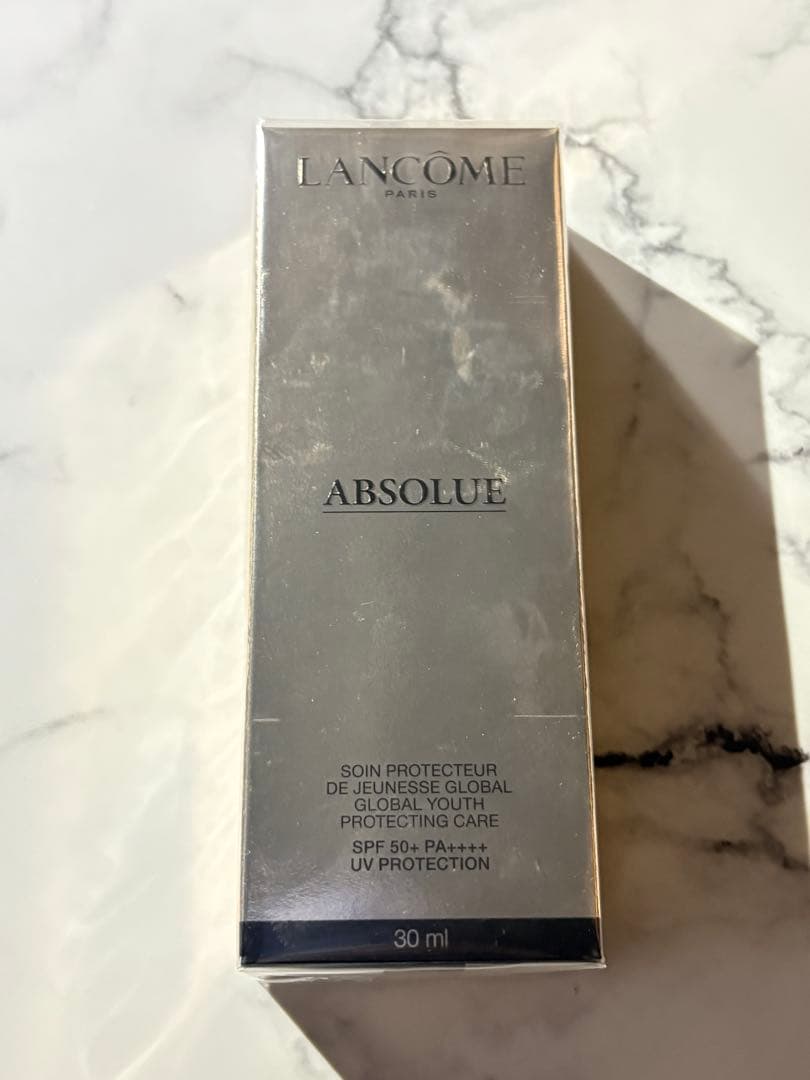 LANCÔME
PARIS
ABSOLUE
SOIN PROTECTEUR
DE JEUNESSE GLOBAL
GLOBAL YOUTH
PROTECTING CARE
SPF 50+ PA++++
UV PROTECTION
30 ml